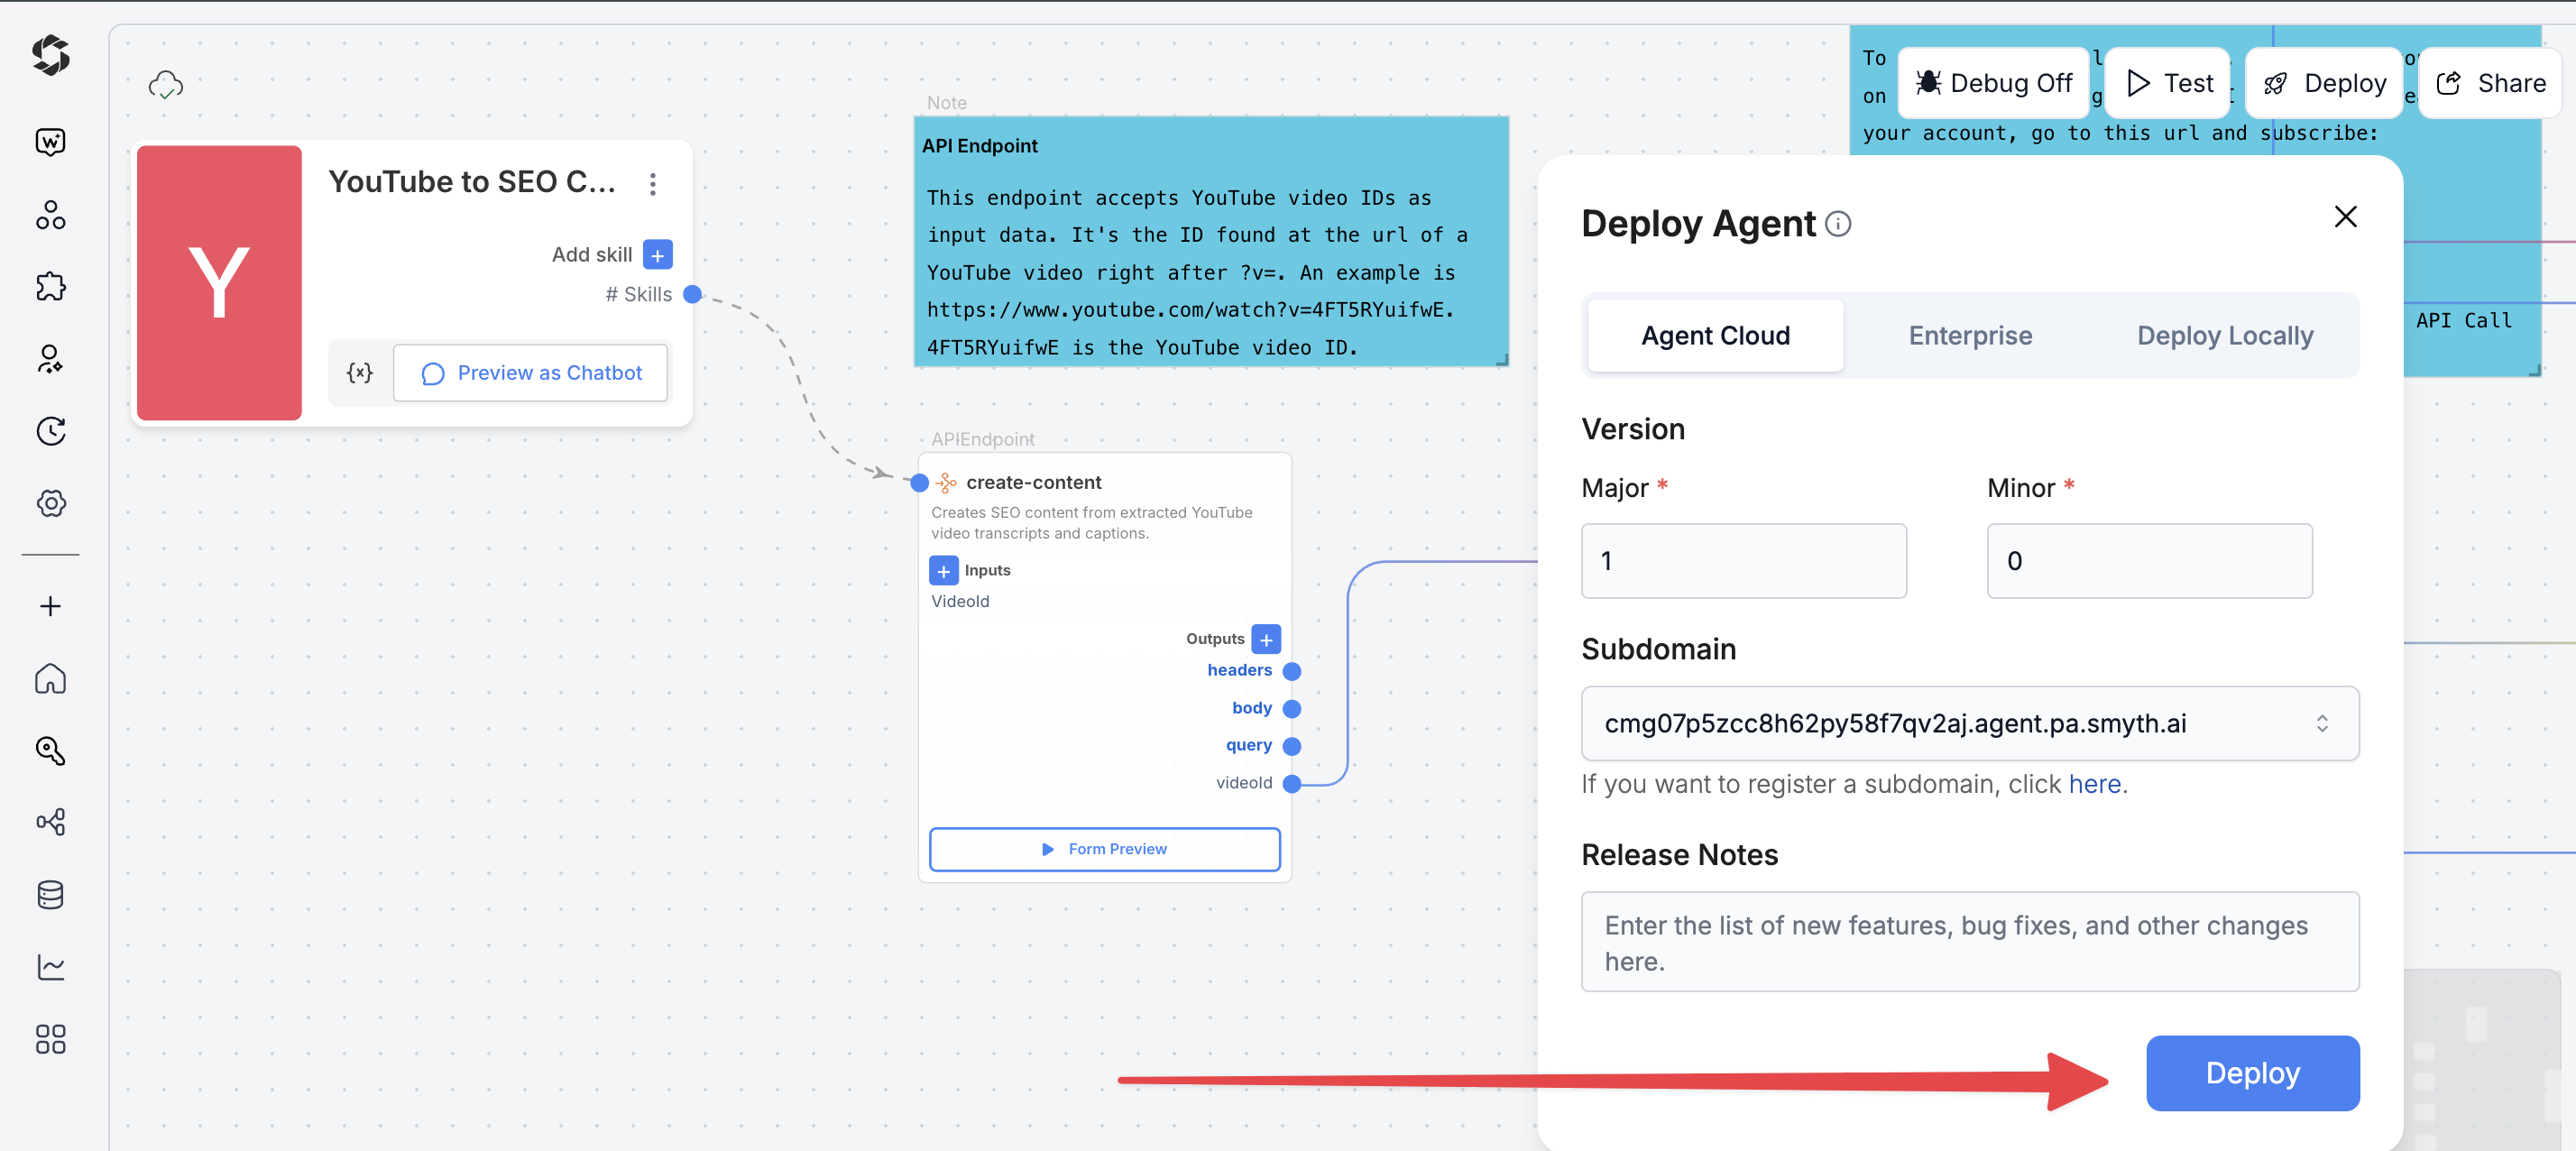 To
on
your account, go to this url and subscribe:
Debug Off
Test
Deploy
Share
YouTube to SEO C...
Y
Add skill
# Skills
{x}
Preview as Chatbot
Note
API Endpoint
This endpoint accepts YouTube video IDs as
input data. It's the ID found at the url of a
YouTube video right after ?v=. An example is
https://www.youtube.com/watch?v=4FT5RYuifwE.
4FT5RYuifwE is the YouTube video ID.
APIEndpoint
create-content
Creates SEO content from extracted YouTube
video transcripts and captions.
Inputs
VideoId
Outputs
headers
body
query
videoId
Form Preview
API Call
Deploy Agent
Agent Cloud
Enterprise
Deploy Locally
Version
Major *
Minor *
1
0
Subdomain
cmg07p5zcc8h62py58f7qv2aj.agent.pa.smyth.ai
If you want to register a subdomain, click here.
Release Notes
Enter the list of new features, bug fixes, and other changes
here.
Deploy